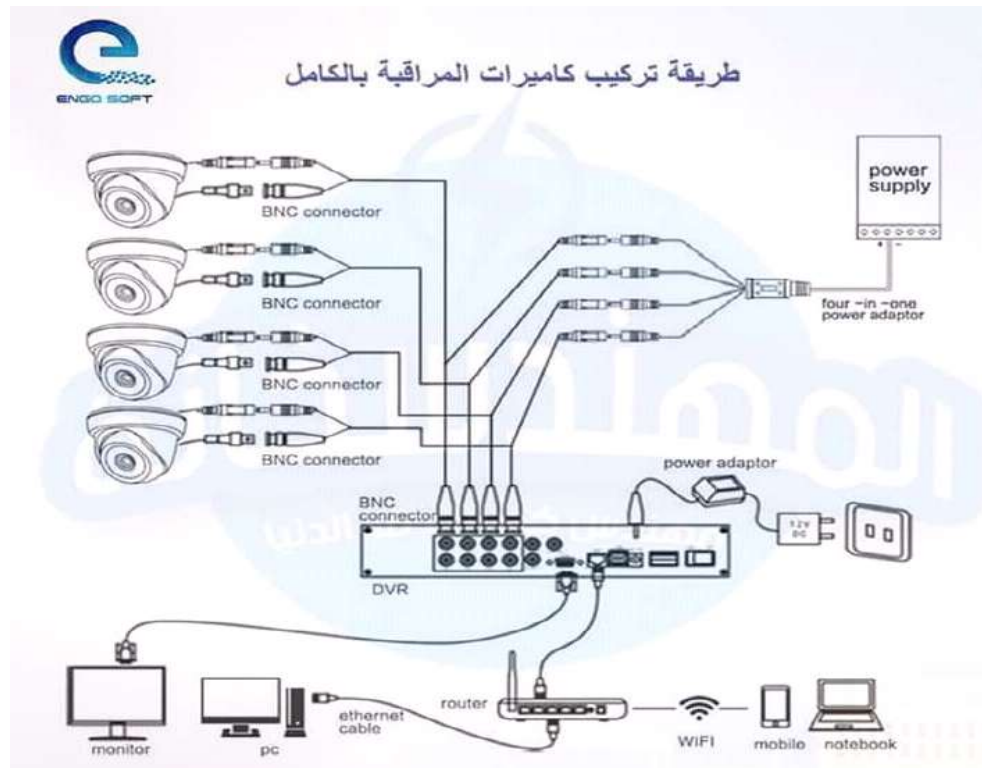 ENGO SOFT
طريقة تركيب كاميرات المراقبة بالكامل
power
supply
+ -
BNC connector
four -in -one
power adaptor
BNC connector
BNC connector
BNC connector
power adaptor
BNC
connector
12V
DC
DVR
router
ethernet
cable
WIFI
monitor
pc
mobile
notebook